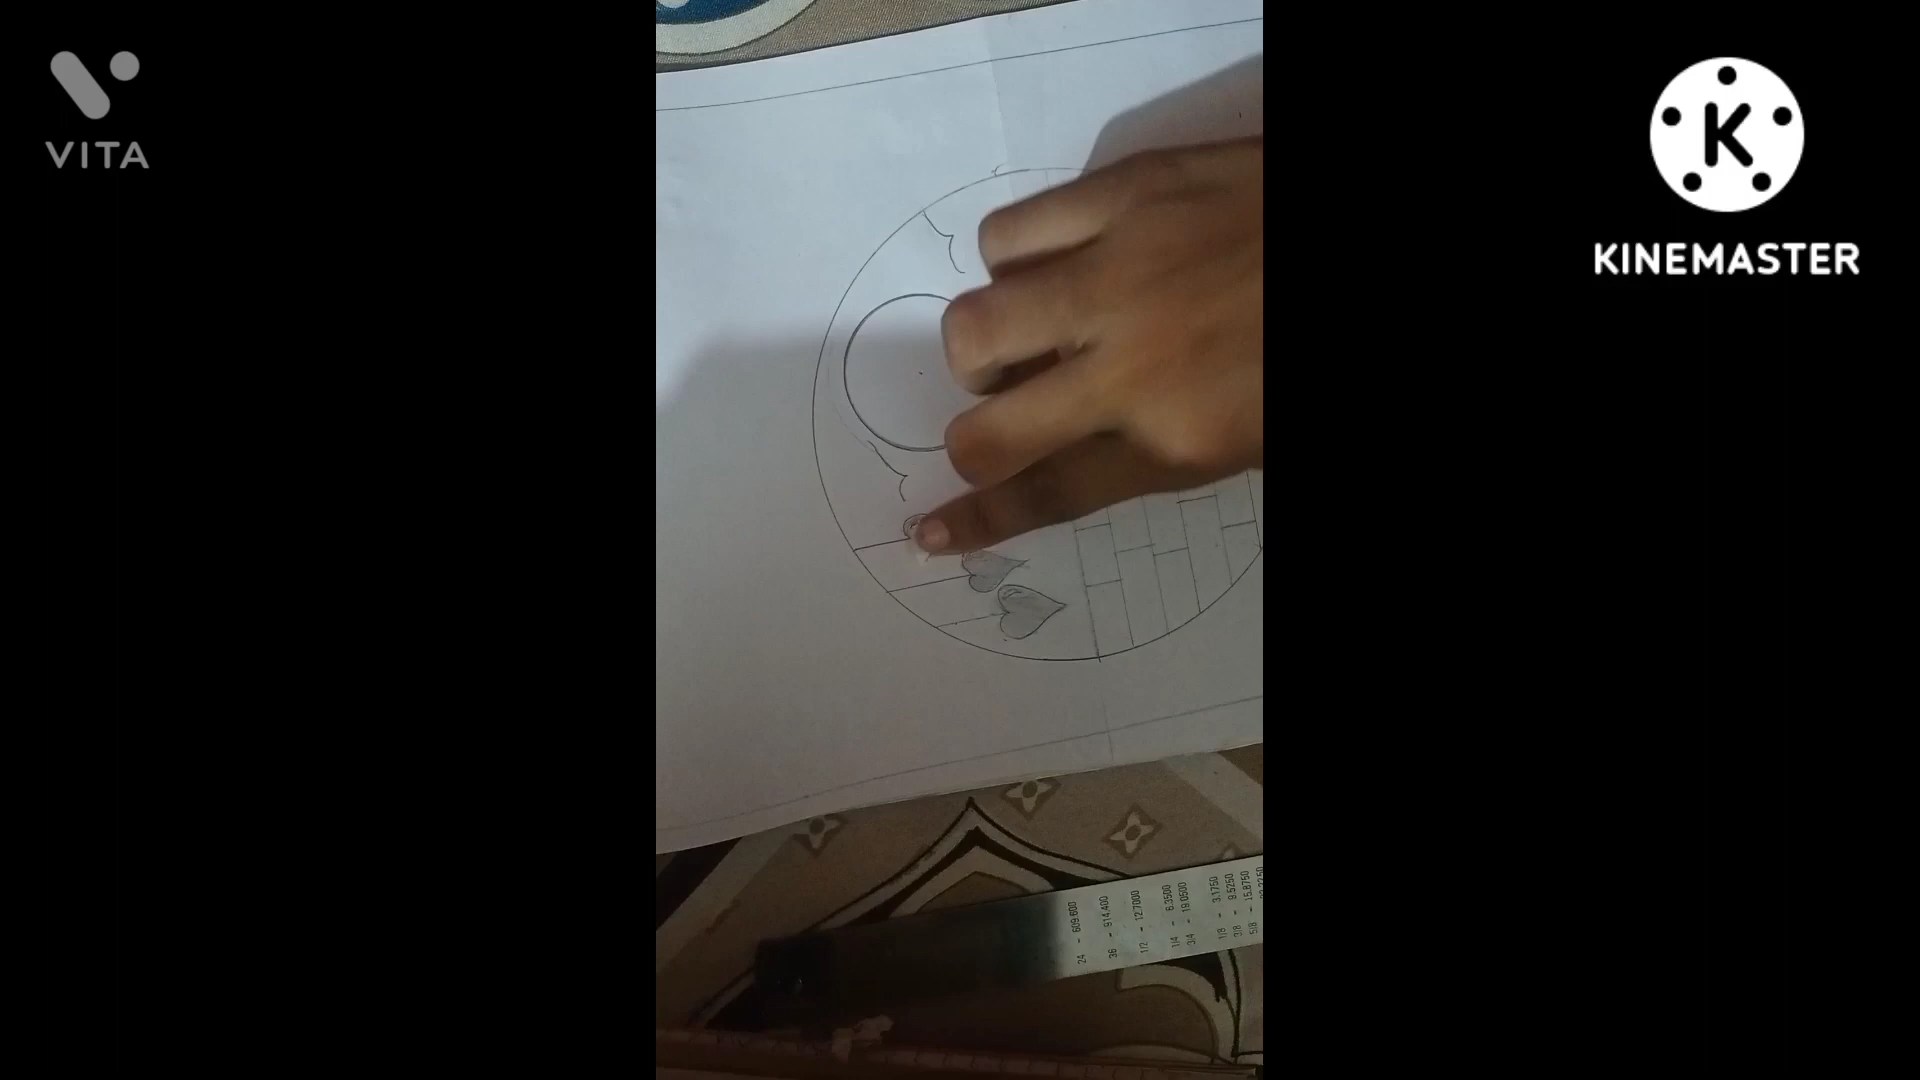 VITA
K
KINEMASTER
24 - 609.600
36 - 914.400
1/2 - 12.7000
1/4 - 6.3500
3/4 - 19.0500
1/8 - 3.1750
3/8 - 9.5250
5/8 - 15.8750